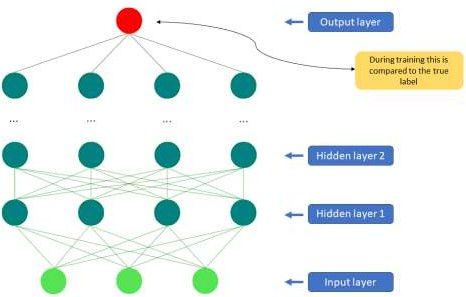 Output layer
During training this is
compared to the true
label
... ... ... ...
Hidden layer 2
Hidden layer 1
Input layer